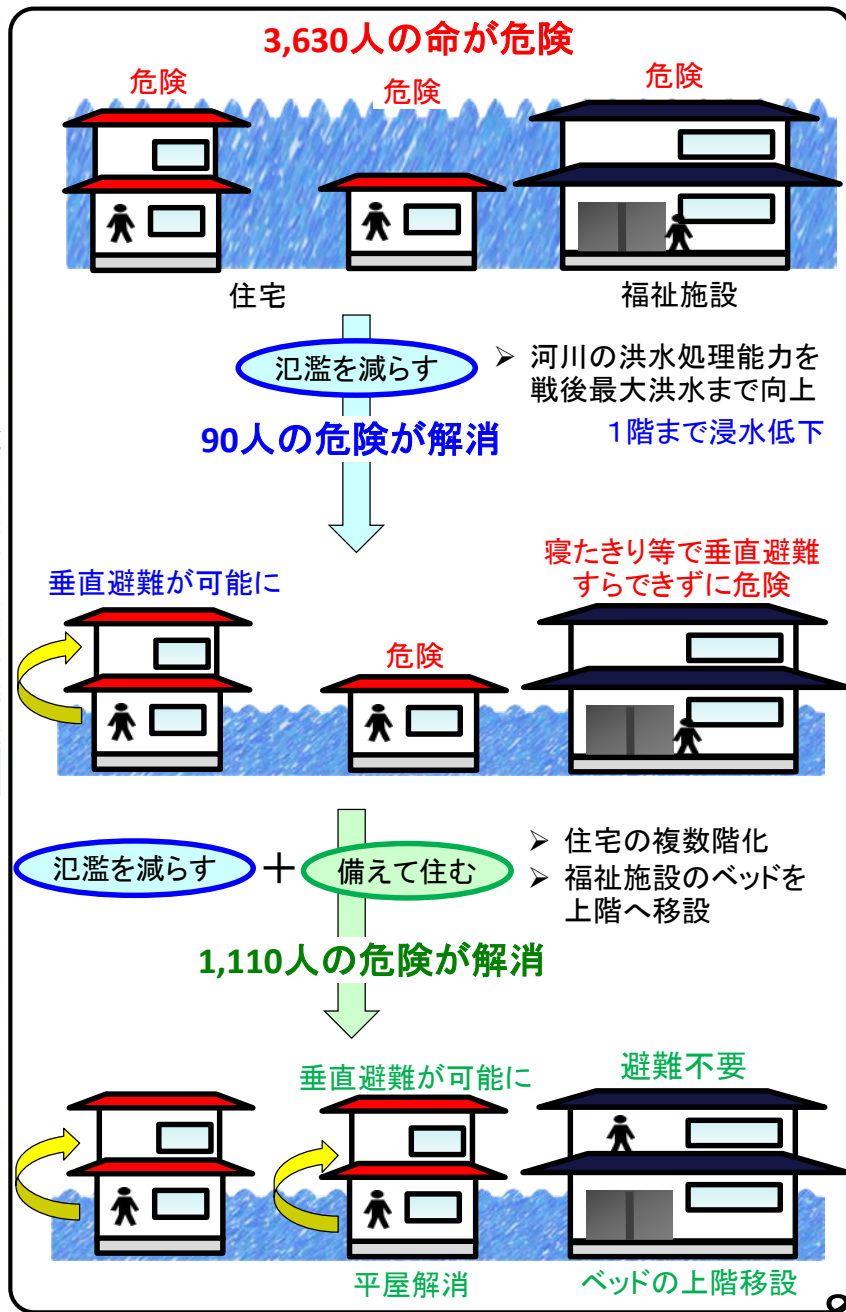 3,630人の命が危険
危険
危険
危険
住宅
福祉施設
氾濫を減らす
➢ 河川の洪水処理能力を
戦後最大洪水まで向上
90人の危険が解消
1階まで浸水低下
垂直避難が可能に
寝たきり等で垂直避難
すらできずに危険
危険
氾濫を減らす
+
備えて住む
➢ 住宅の複数階化
➢ 福祉施設のベッドを
上階へ移設
1,110人の危険が解消
垂直避難が可能に
避難不要
平屋解消
ベッドの上階移設